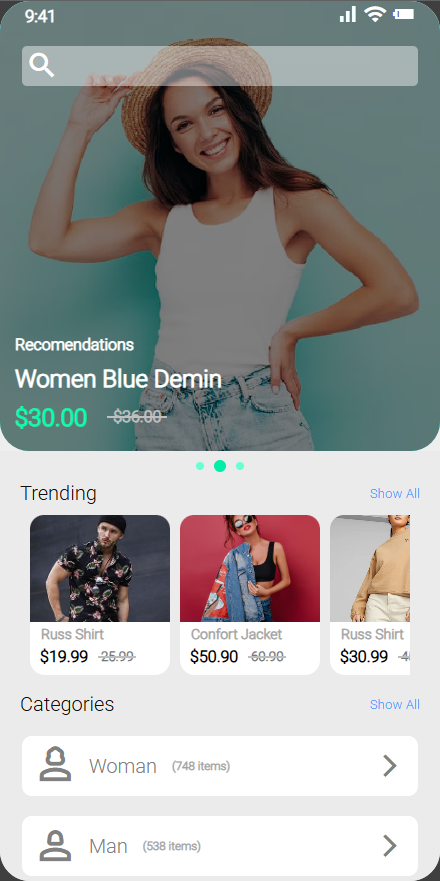 9:41
Recomendations
Women Blue Demin
$30.00 $36.00
Trending Show All
Russ Shirt
$19.99 25.99
Confort Jacket
$50.90 60.90
Russ Shirt
$30.99
Categories Show All
Woman (748 items)
Man (538 items)